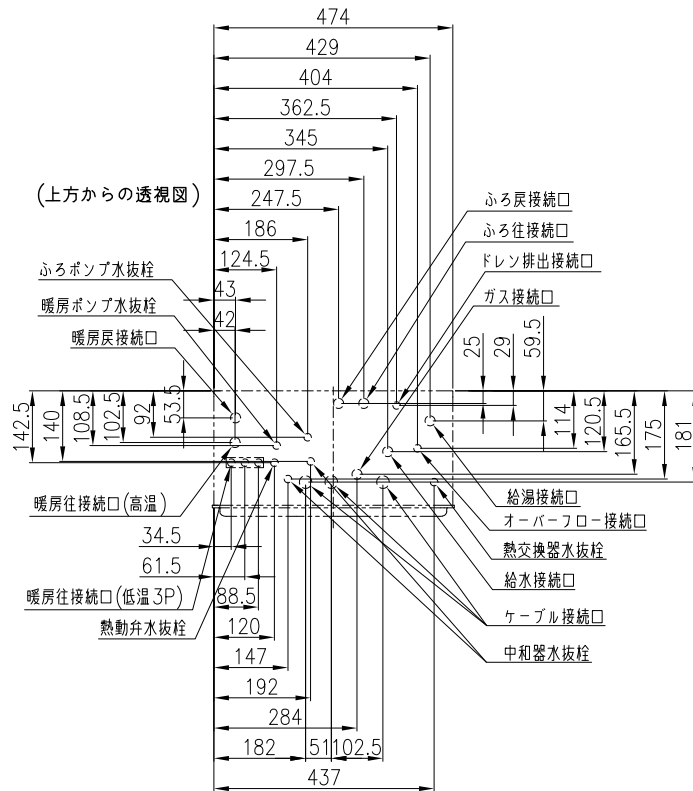 474
429
404
362.5
345
297.5
(上方からの透視図)
247.5
ふろ戻接続口
186
ふろ往接続口
124.5
ドレン排出接続口
ふろポンプ水抜栓
43
ガス接続口
暖房ポンプ水抜栓
42
暖房戻接続口
25
29
59.5
142.5
140
108.5
102.5
92
53.5
114
120.5
165.5
175
181
暖房往接続口(高温)
給湯接続口
34.5
オーバーフロー接続口
61.5
熱交換器水抜栓
給水接続口
暖房往接続口(低温3P)
88.5
ケーブル接続口
熱動弁水抜栓
120
中和器水抜栓
147
192
284
182
51
102.5
437